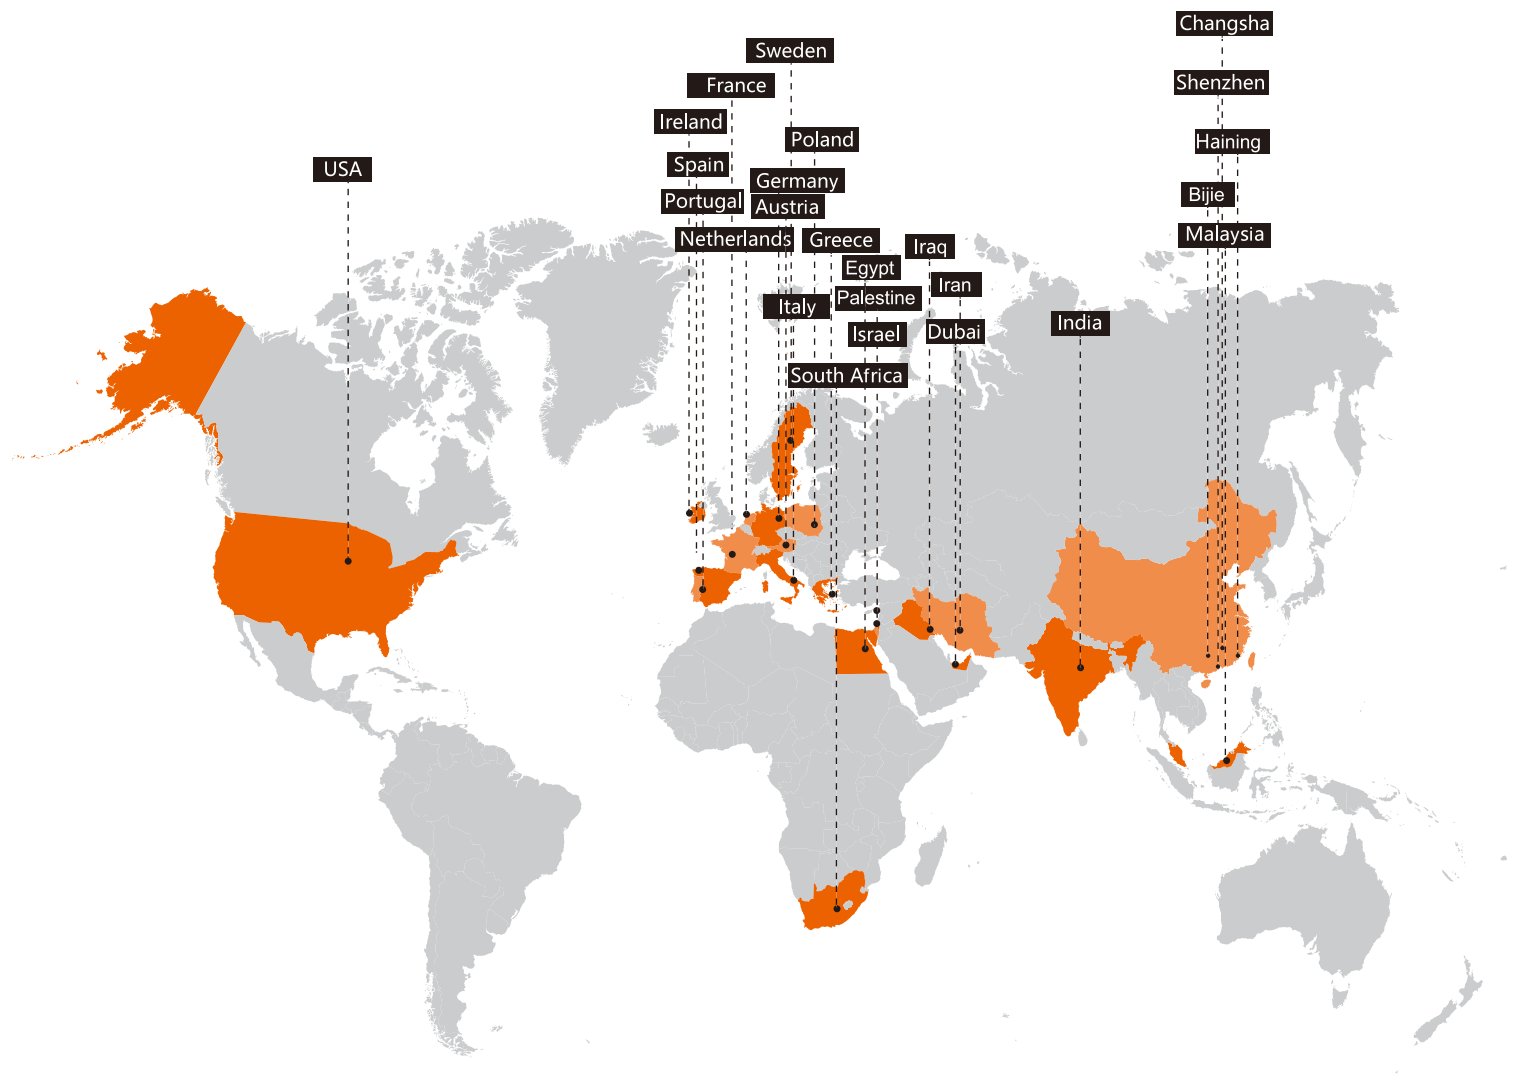 Changsha
Sweden
Shenzhen
France
Ireland
Poland
Haining
Spain
USA
Germany
Bijie
Portugal
Austria
Malaysia
Netherlands
Greece
Iraq
Egypt
Iran
Palestine
Italy
India
Dubai
Israel
South Africa